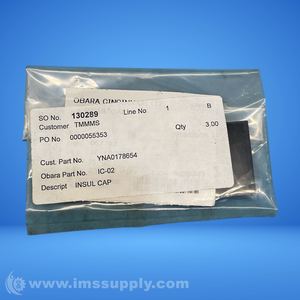 OBARA
SO No. 130289 Line No 1 B
Customer TMMMS
PO No 0000055353 Qty 3.00
Cust. Part No. YNA0178654
Obara Part No. IC-02
Descript INSUL CAP
© www.imssupply.com